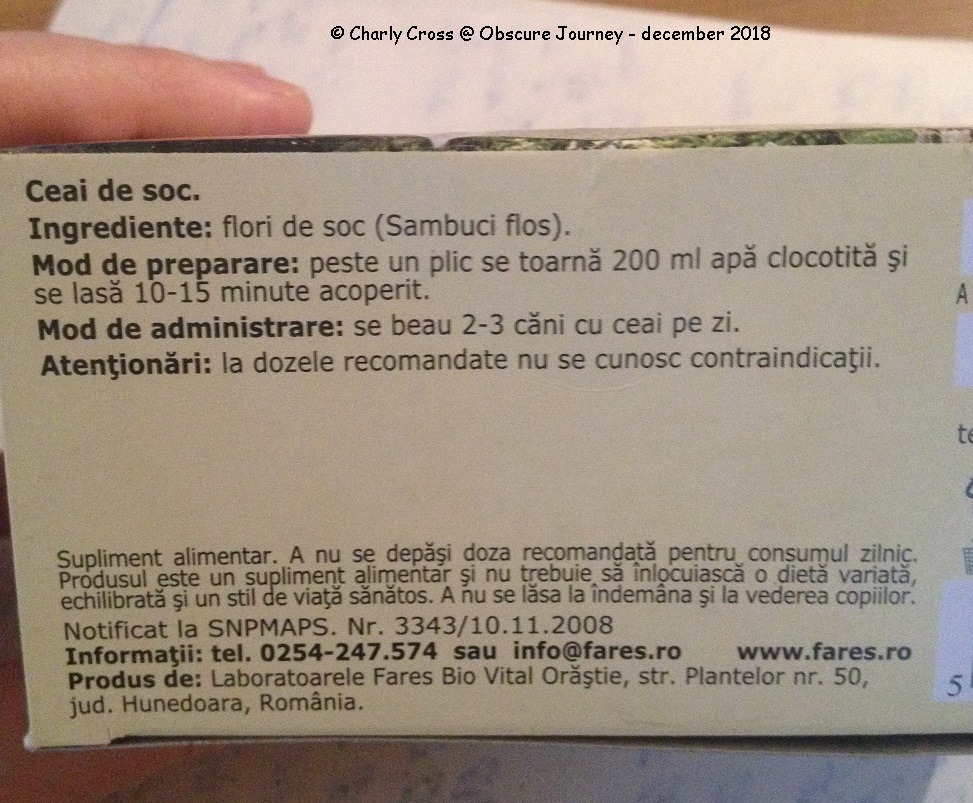 © Charly Cross @ Obscure Journey - december 2018
Ceai de soc.
Ingrediente: flori de soc (Sambuci flos).
Mod de preparare: peste un plic se toarnă 200 ml apă clocotită şi
se lasă 10-15 minute acoperit.
Mod de administrare: se beau 2-3 căni cu ceai pe zi.
Atenţionări: la dozele recomandate nu se cunosc contraindicaţii.
Supliment alimentar. A nu se depăşi doza recomandată pentru consumul zilnic.
Produsul este un supliment alimentar şi nu trebuie să înlocuiască o dietă variată,
echilibrată şi un stil de viaţă sănătos. A nu se lăsa la îndemâna şi la vederea copiilor.
Notificat la SNPMAPS. Nr. 3343/10.11.2008
Informaţii: tel. 0254-247.574 sau info@fares.ro www.fares.ro
Produs de: Laboratoarele Fares Bio Vital Orăştie, str. Plantelor nr. 50,
jud. Hunedoara, România.
A
te
5